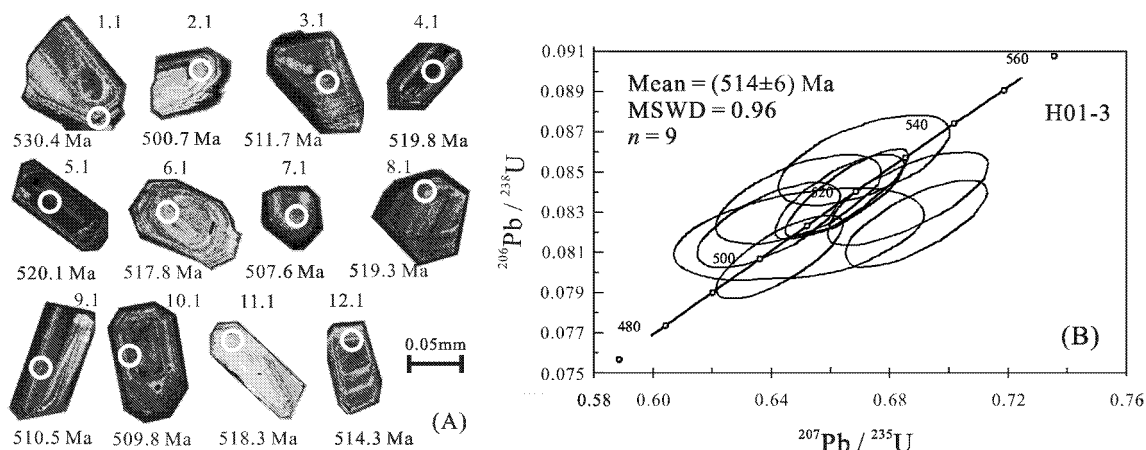 1.1 2.1 3.1 4.1
530.4 Ma 500.7 Ma 511.7 Ma 519.8 Ma
5.1 6.1 7.1 8.1
520.1 Ma 517.8 Ma 507.6 Ma 519.3 Ma
9.1 10.1 11.1 12.1
0.05mm
510.5 Ma 509.8 Ma 518.3 Ma 514.3 Ma
(A)
0.091
0.089
0.087
0.085
0.083
0.081
0.079
0.077
0.075
²⁰⁶Pb / ²³⁸U
Mean = (514±6) Ma
MSWD = 0.96
n = 9
560
H01-3
540
520
500
480
(B)
0.58 0.60 0.64 0.68 0.72 0.76
²⁰⁷Pb / ²³⁵U